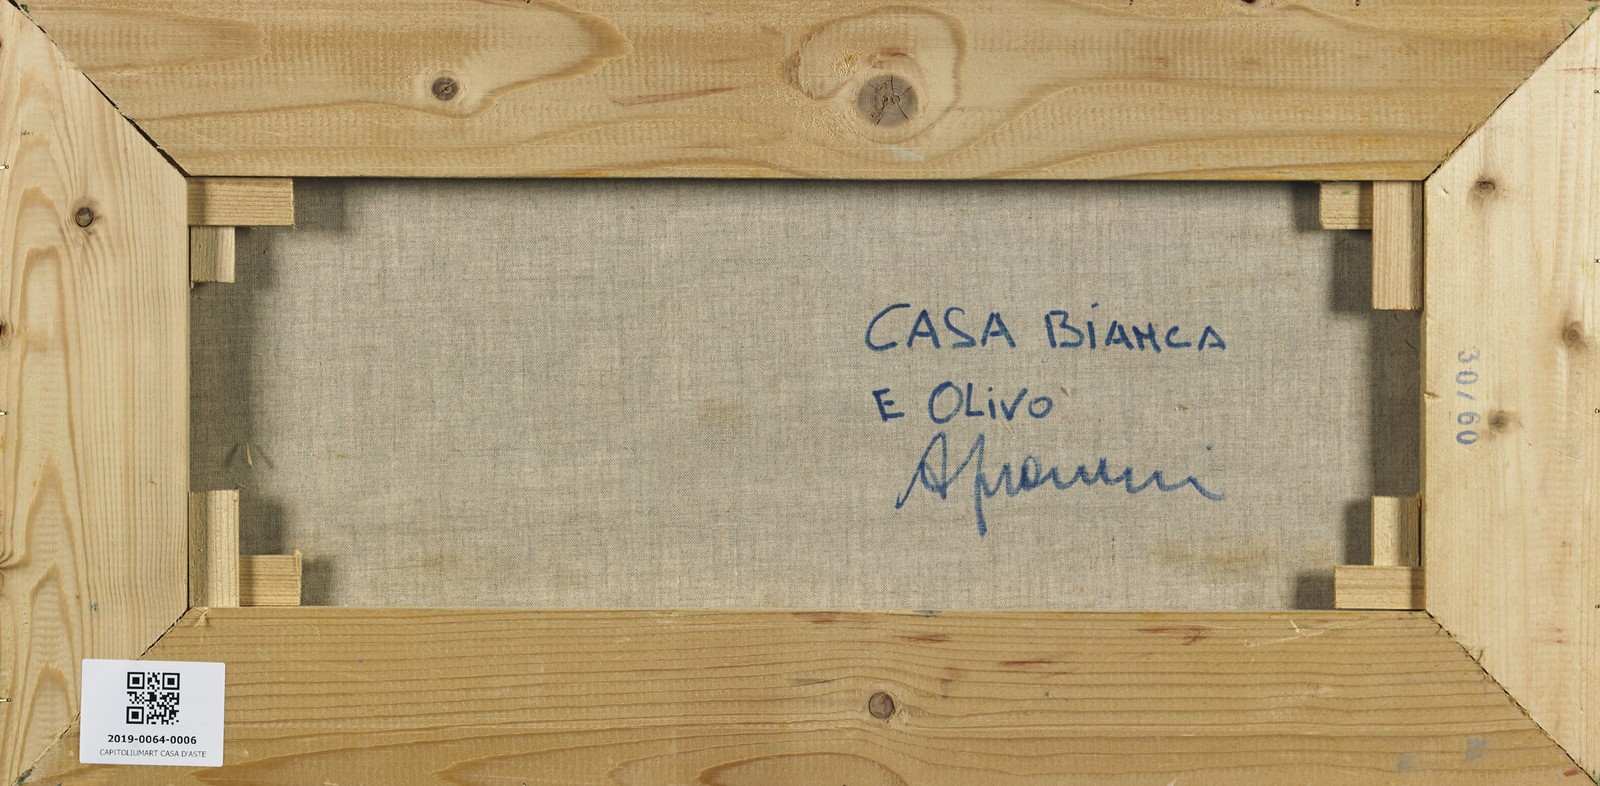 CASA BIANCA
E OLIVO
30/60
2019-0064-0006
CAPITOLIUMART CASA D'ASTE